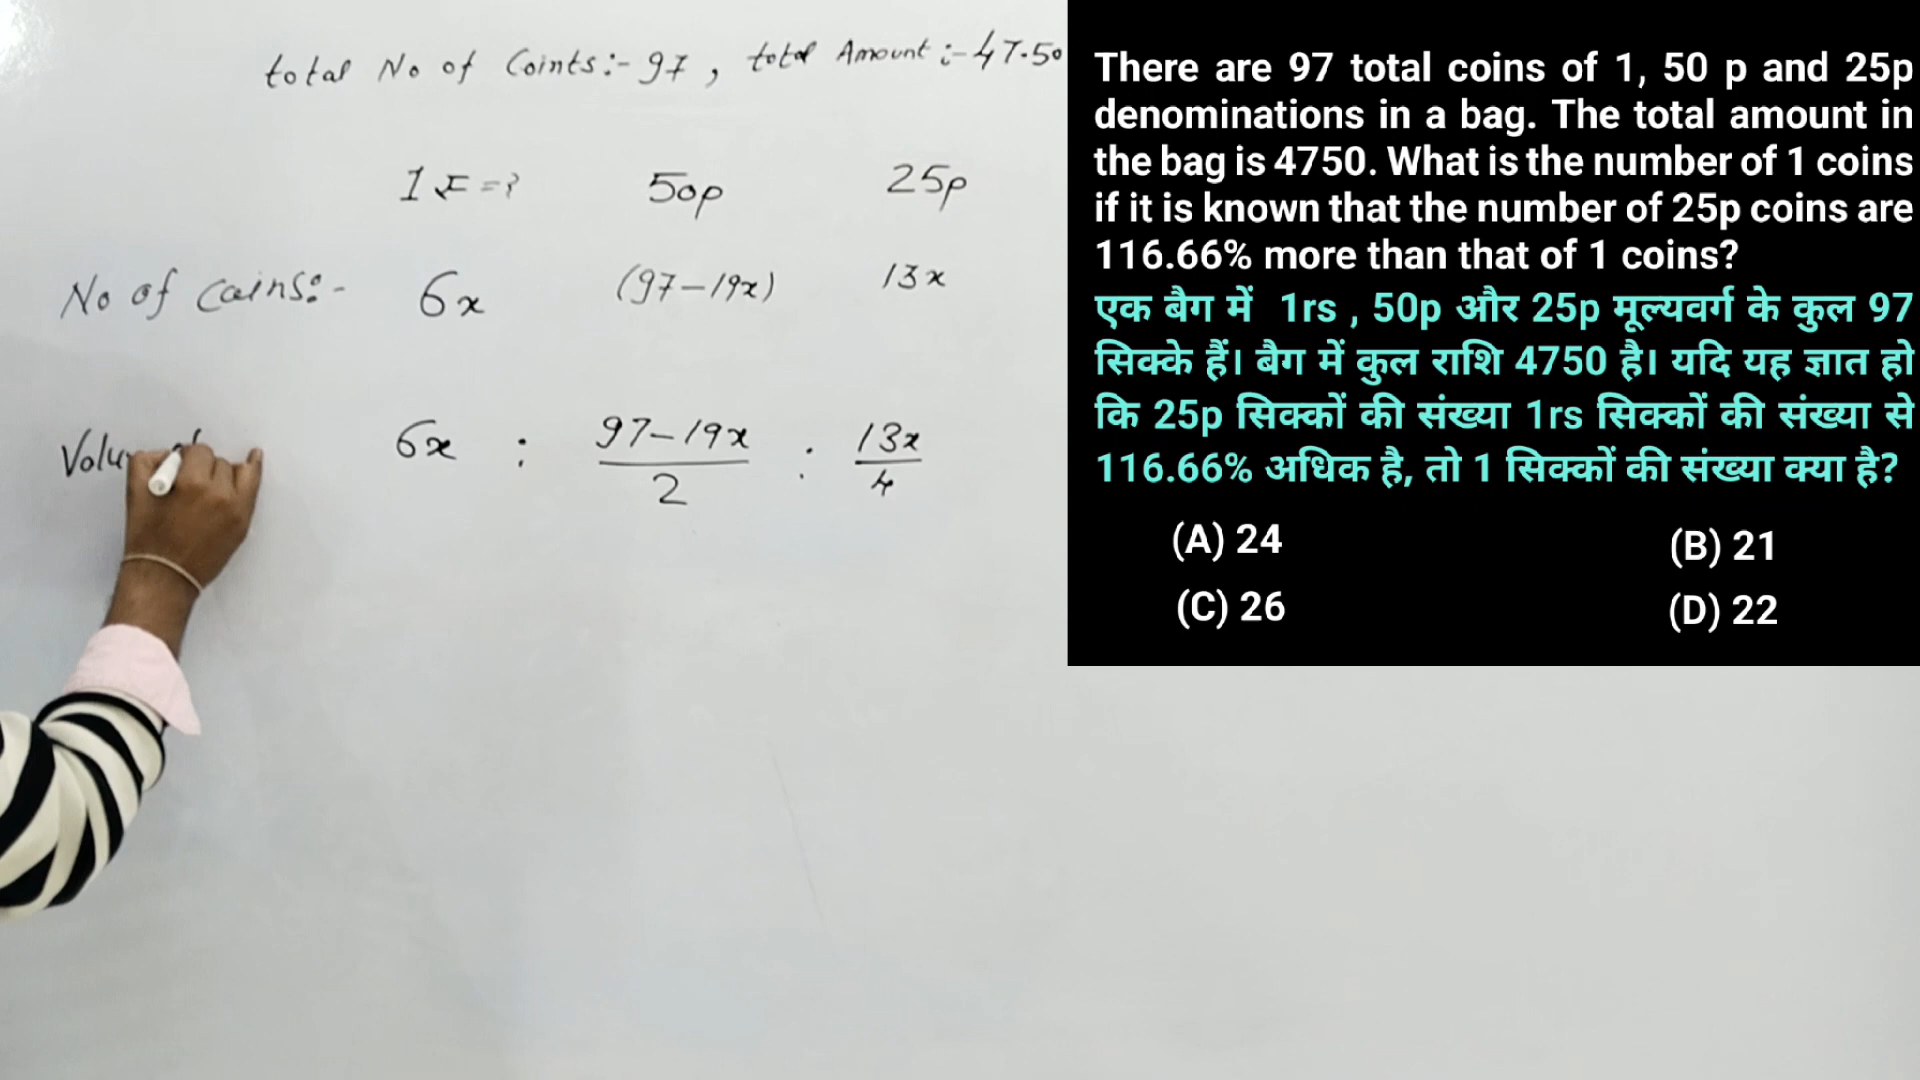 total No of Coints:- 97, total Amount:- 47.50
1₹ =? 50p 25p
No of cains:- 6x (97-19x) 13x
6x : 97-19x/2 : 13x/4
There are 97 total coins of 1, 50 p and 25p
denominations in a bag. The total amount in
the bag is 4750. What is the number of 1 coins
if it is known that the number of 25p coins are
116.66% more than that of 1 coins?
एक बैग में 1rs , 50p और 25p मूल्यवर्ग के कुल 97
सिक्के हैं। बैग में कुल राशि 4750 है। यदि यह ज्ञात हो
कि 25p सिक्कों की संख्या 1rs सिक्कों की संख्या से
116.66% अधिक है, तो 1 सिक्कों की संख्या क्या है?
(A) 24 (B) 21
(C) 26 (D) 22